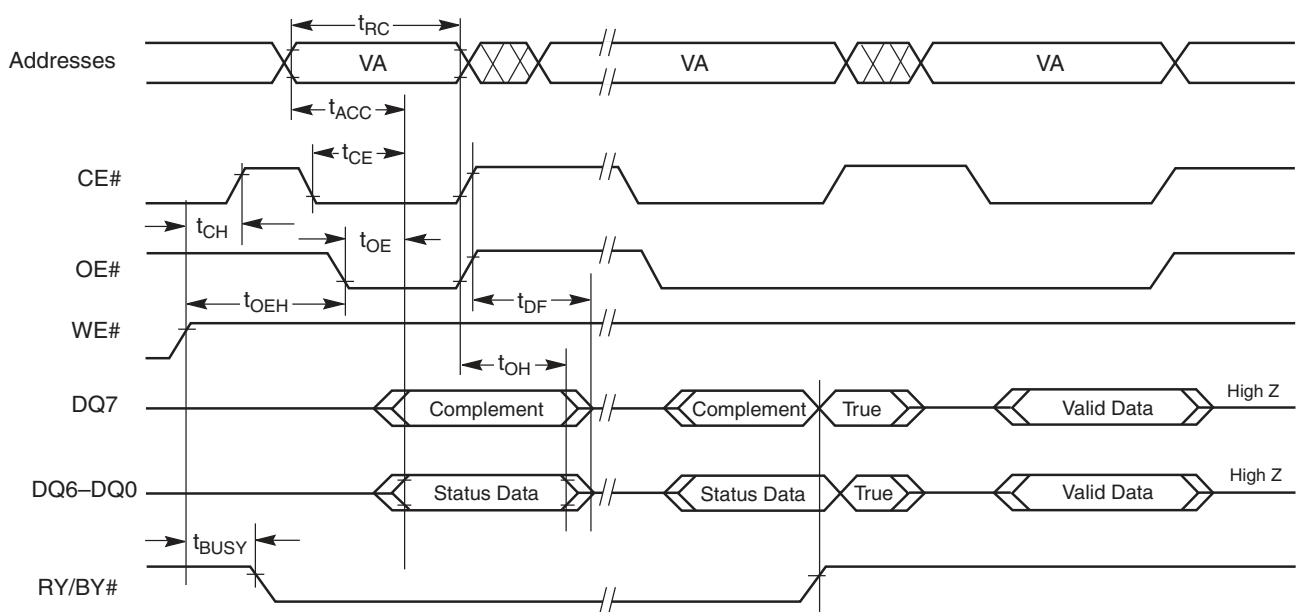 tRC
Addresses VA VA VA
tACC
tCE
CE#
tCH tOE
OE#
tOEH tDF
WE#
tOH
DQ7 Complement Complement True Valid Data High Z
DQ6–DQ0 Status Data Status Data True Valid Data High Z
tBUSY
RY/BY#